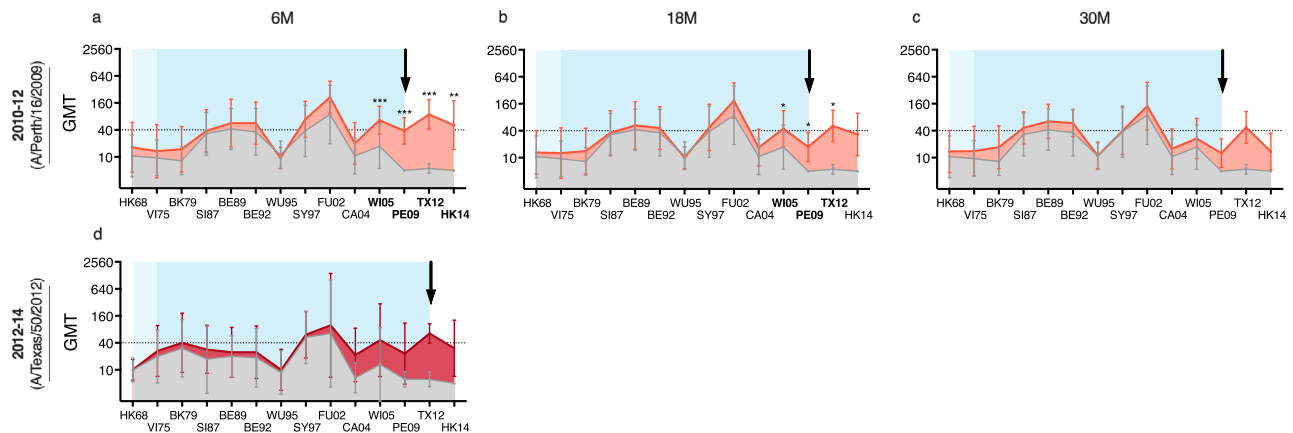 a 6M b 18M c 30M
2010-12
(A/Perth/16/2009)
GMT
2560
640
160
40
10
*** *** *** **
HK68 VI75 BK79 SI87 BE89 BE92 WU95 SY97 FU02 CA04 WI05 PE09 TX12 HK14
2560
640
160
40
10
* * *
HK68 VI75 BK79 SI87 BE89 BE92 WU95 SY97 FU02 CA04 WI05 PE09 TX12 HK14
2560
640
160
40
10
HK68 VI75 BK79 SI87 BE89 BE92 WU95 SY97 FU02 CA04 WI05 PE09 TX12 HK14
d
2012-14
(A/Texas/50/2012)
GMT
2560
640
160
40
10
HK68 VI75 BK79 SI87 BE89 BE92 WU95 SY97 FU02 CA04 WI05 PE09 TX12 HK14